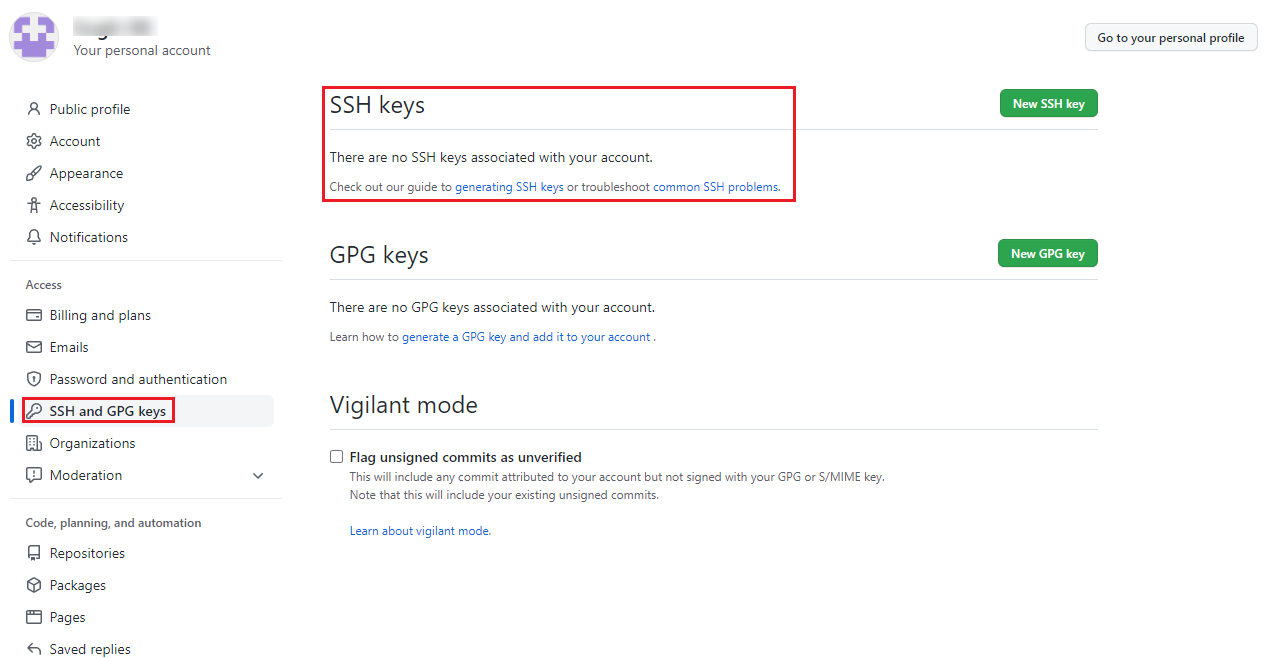 Your personal account
Go to your personal profile
Public profile
Account
Appearance
Accessibility
Notifications
Access
Billing and plans
Emails
Password and authentication
SSH and GPG keys
Organizations
Moderation
Code, planning, and automation
Repositories
Packages
Pages
Saved replies
SSH keys
New SSH key
There are no SSH keys associated with your account.
Check out our guide to generating SSH keys or troubleshoot common SSH problems.
GPG keys
New GPG key
There are no GPG keys associated with your account.
Learn how to generate a GPG key and add it to your account .
Vigilant mode
Flag unsigned commits as unverified
This will include any commit attributed to your account but not signed with your GPG or S/MIME key.
Note that this will include your existing unsigned commits.
Learn about vigilant mode.